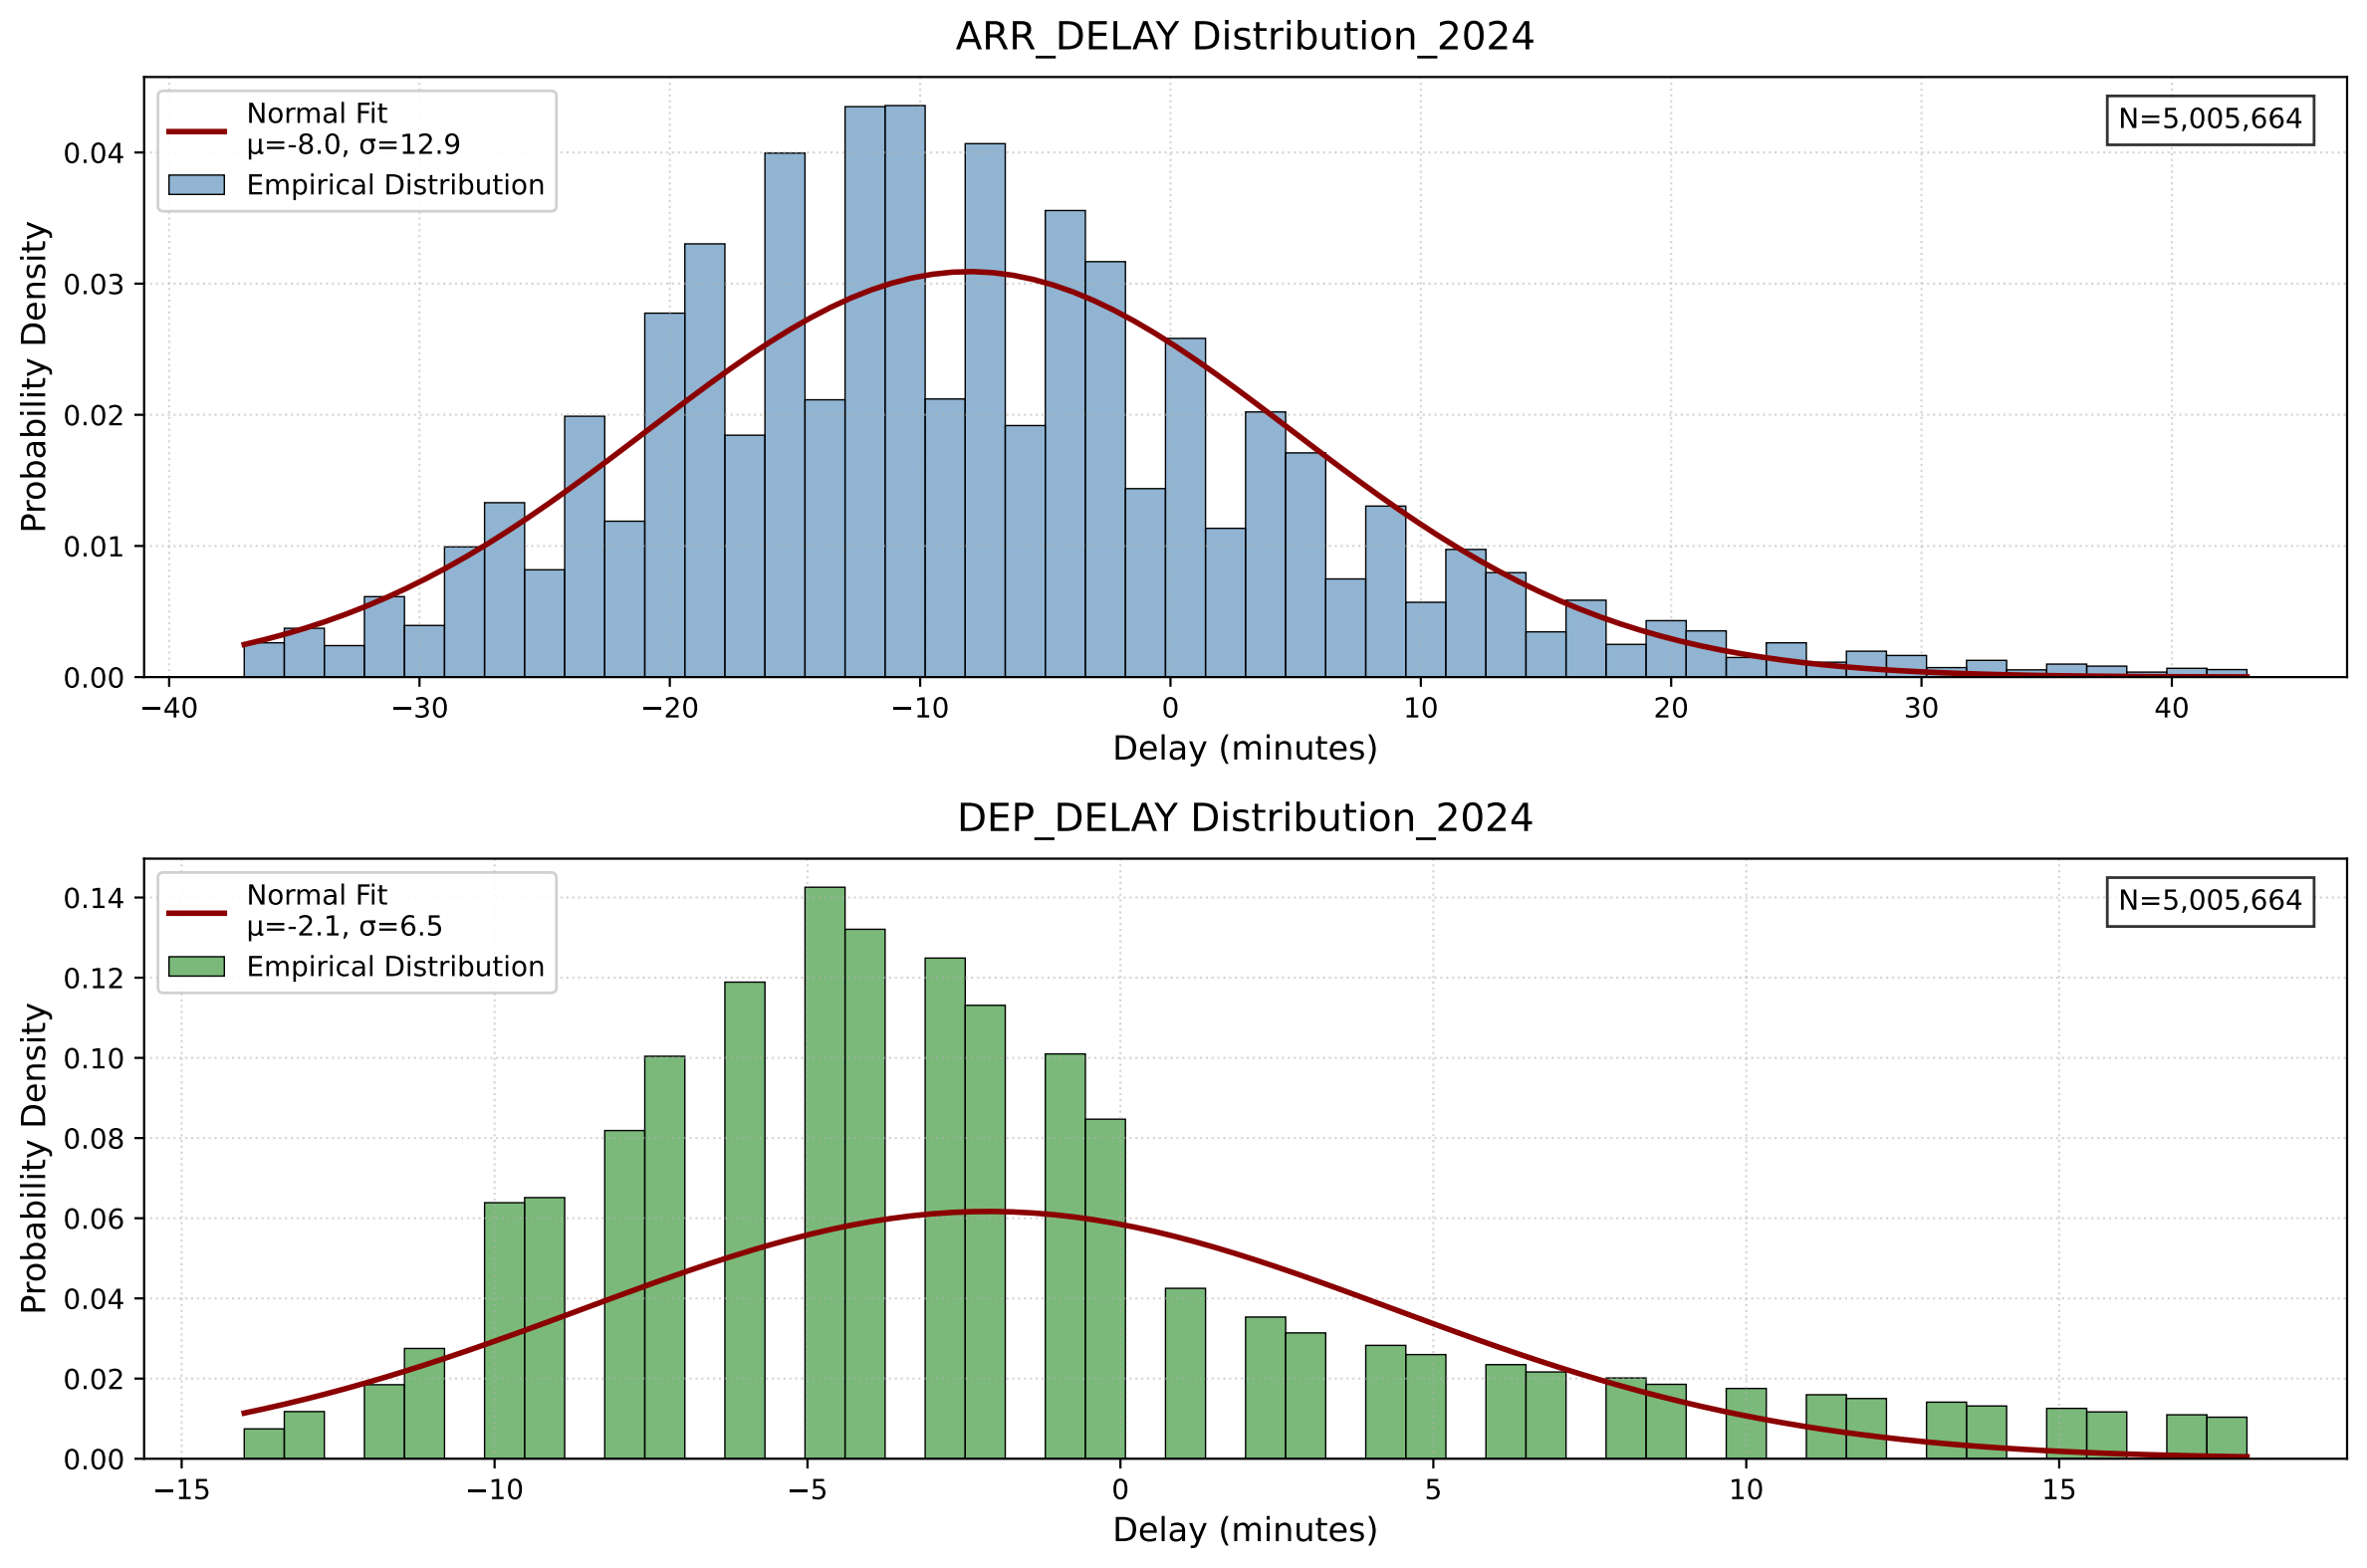 ARR_DELAY Distribution_2024
Normal Fit
μ=-8.0, σ=12.9
Empirical Distribution
N=5,005,664
Probability Density
0.04
0.03
0.02
0.01
0.00
−40 −30 −20 −10 0 10 20 30 40
Delay (minutes)
DEP_DELAY Distribution_2024
Normal Fit
μ=-2.1, σ=6.5
Empirical Distribution
N=5,005,664
Probability Density
0.14
0.12
0.10
0.08
0.06
0.04
0.02
0.00
−15 −10 −5 0 5 10 15
Delay (minutes)